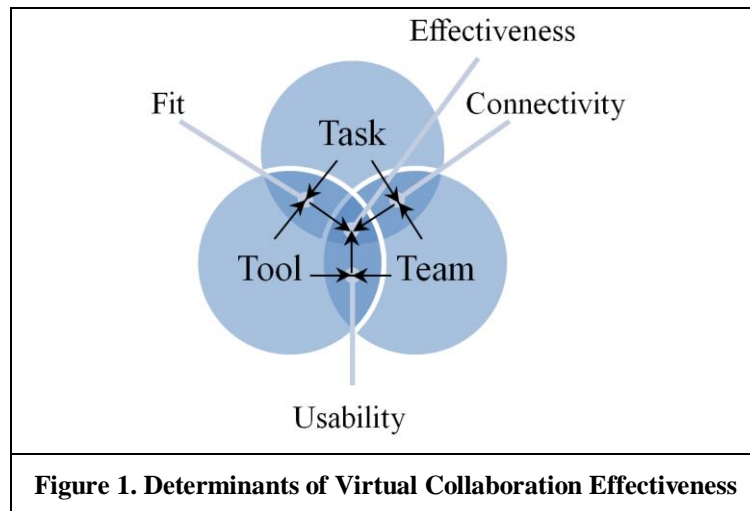 Effectiveness
Fit
Connectivity
Task
Tool
Team
Usability
Figure 1. Determinants of Virtual Collaboration Effectiveness